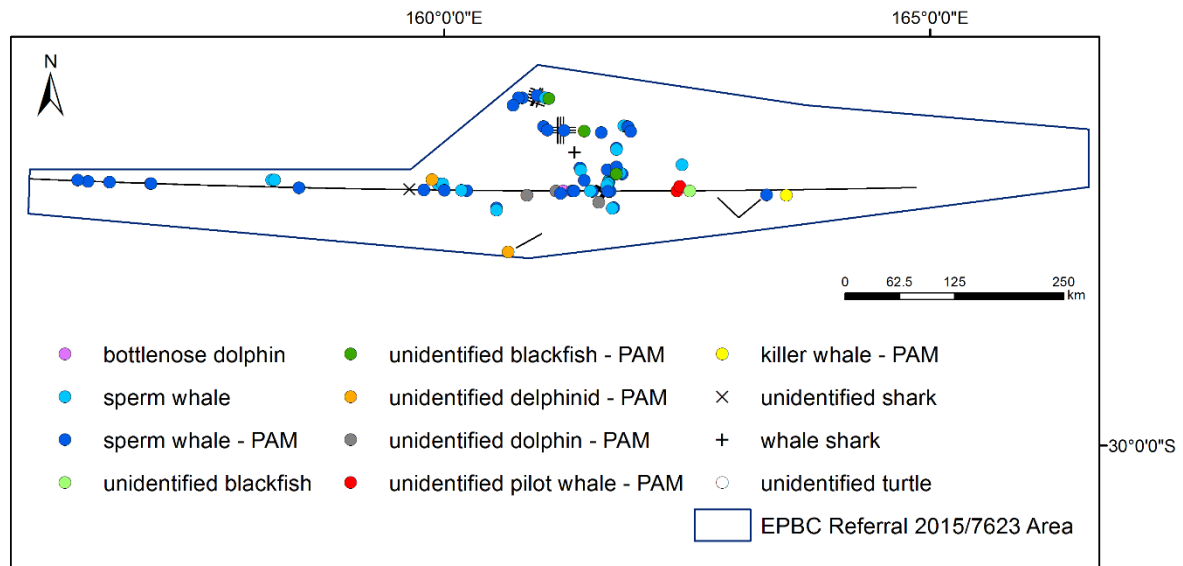 160°0'0"E
165°0'0"E
N
0 62.5 125 250
km
bottlenose dolphin
unidentified blackfish - PAM
killer whale - PAM
sperm whale
unidentified delphinid - PAM
unidentified shark
sperm whale - PAM
unidentified dolphin - PAM
whale shark
30°0'0"S
unidentified blackfish
unidentified pilot whale - PAM
unidentified turtle
EPBC Referral 2015/7623 Area